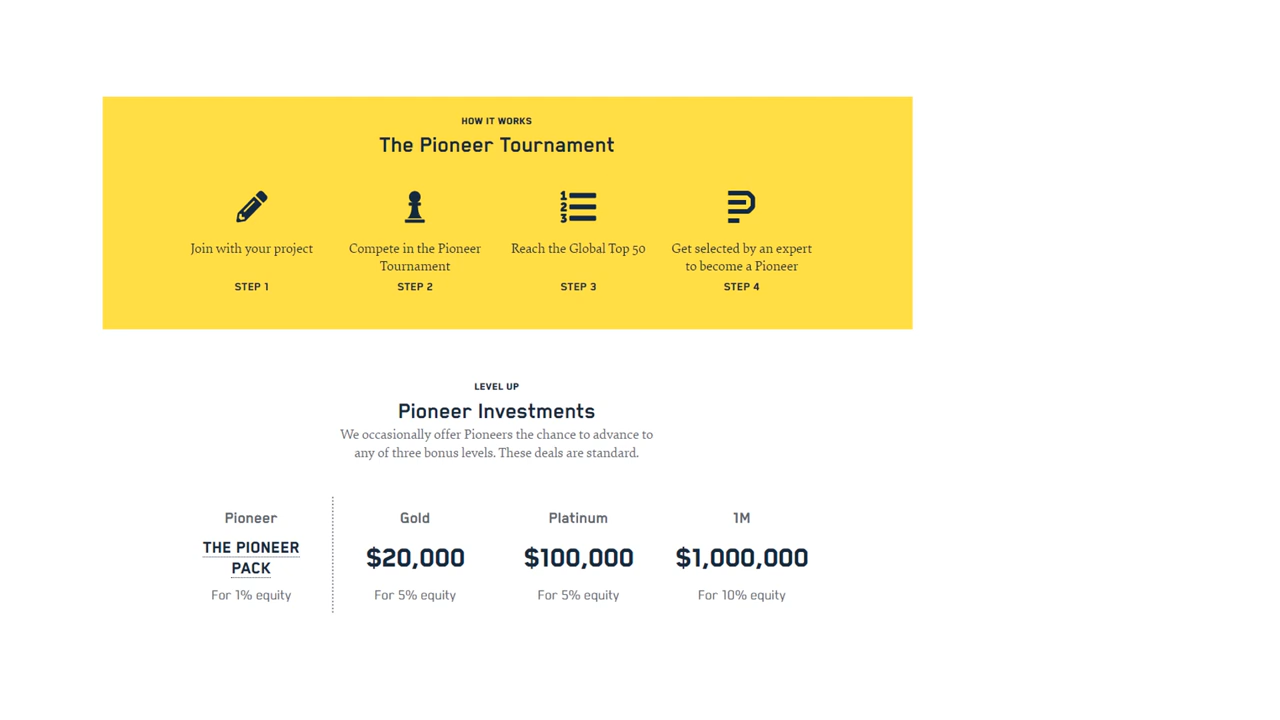 HOW IT WORKS
The Pioneer Tournament
1
2
3
Join with your project
Compete in the Pioneer
Tournament
Reach the Global Top 50
Get selected by an expert
to become a Pioneer
STEP 1
STEP 2
STEP 3
STEP 4
LEVEL UP
Pioneer Investments
We occasionally offer Pioneers the chance to advance to
any of three bonus levels. These deals are standard.
Pioneer
THE PIONEER
PACK
For 1% equity
Gold
$20,000
For 5% equity
Platinum
$100,000
For 5% equity
1M
$1,000,000
For 10% equity